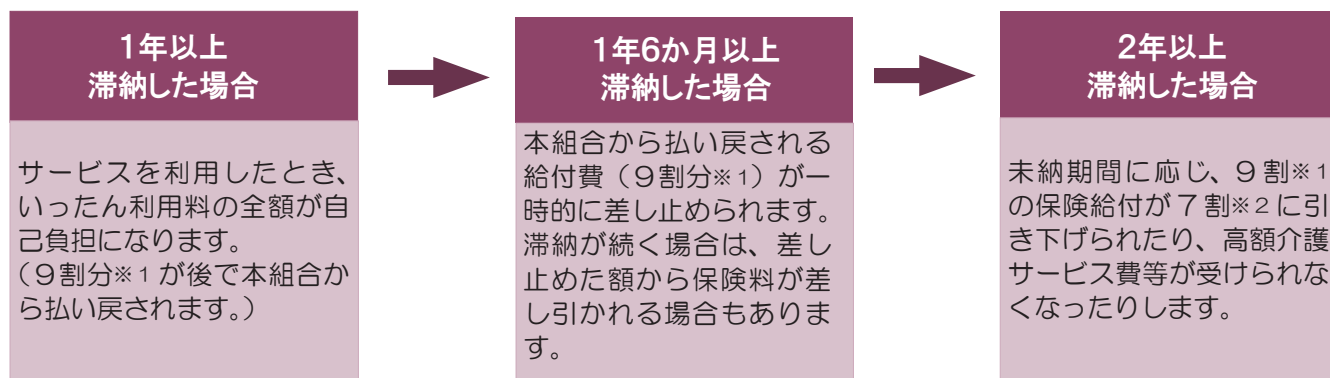 1年以上
滞納した場合
サービスを利用したとき、
いったん利用料の全額が自
己負担になります。
（９割分※1 が後で本組合か
ら払い戻されます。）
1年6か月以上
滞納した場合
本組合から払い戻される
給付費（９割分※1）が一
時的に差し止められます。
滞納が続く場合は、差し
止めた額から保険料が差
し引かれる場合もありま
す。
2年以上
滞納した場合
未納期間に応じ、９割※1
の保険給付が７割※2 に引
き下げられたり、高額介護
サービス費等が受けられな
くなったりします。